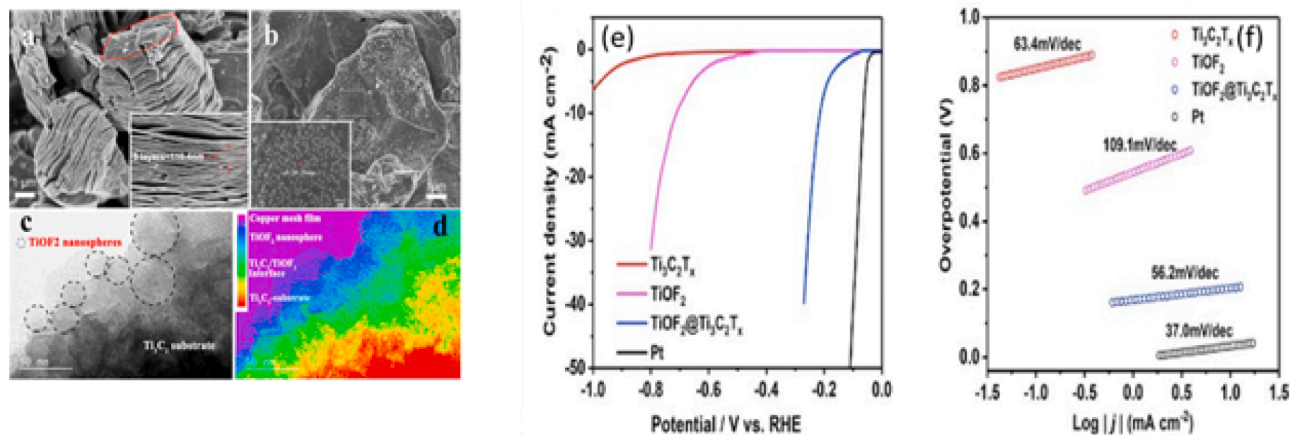 a
b
c
TiOF2 nanospheres
Ti₃C₂ substrate
d
Copper mesh film
TiOF₂ nanosphere
Ti₃C₂/TiOF₂
Interface
Ti₃C₂-substrate
(e)
Current density (mA cm⁻²)
0
-10
-20
-30
-40
-50
Ti₃C₂Tₓ
TiOF₂
TiOF₂@Ti₃C₂Tₓ
Pt
-1.0 -0.8 -0.6 -0.4 -0.2 0.0
Potential / V vs. RHE
(f)
Overpotential (V)
1.0
0.8
0.6
0.4
0.2
0.0
63.4mV/dec
109.1mV/dec
56.2mV/dec
37.0mV/dec
Ti₃C₂Tₓ
TiOF₂
TiOF₂@Ti₃C₂Tₓ
Pt
-1.5 -1.0 -0.5 0.0 0.5 1.0 1.5
Log |j| (mA cm⁻²)